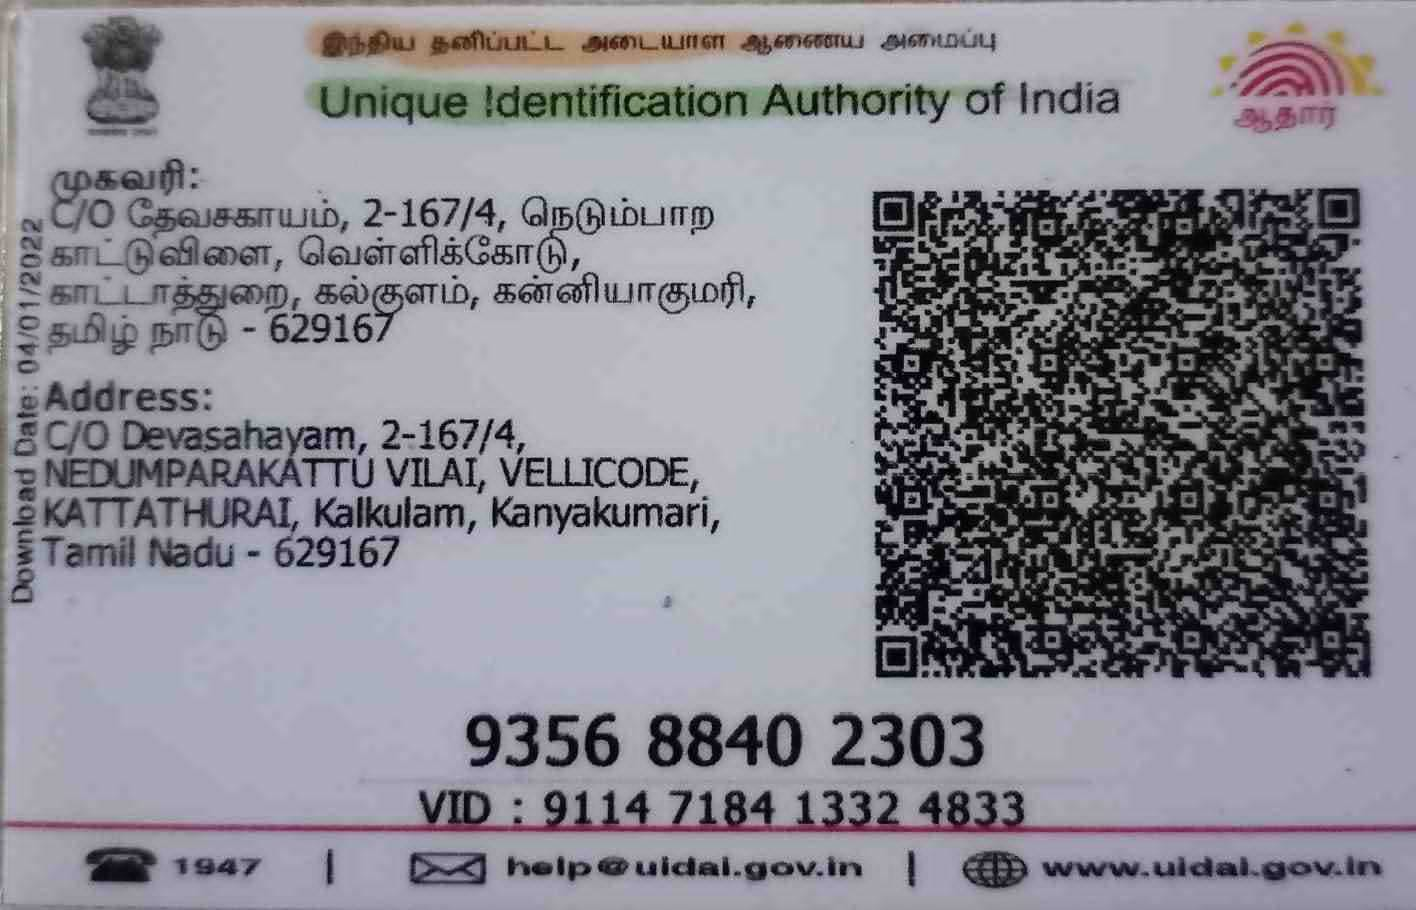 இந்திய தனிப்பட்ட அடையாள ஆணைய அமைப்பு
Unique Identification Authority of India
ஆதார்
முகவரி:
C/O தேவசகாயம், 2-167/4, நெடும்பாற
காட்டுவிளை, வெள்ளிக்கோடு,
காட்டாத்துறை, கல்குளம், கன்னியாகுமரி,
தமிழ் நாடு - 629167
Address:
C/O Devasahayam, 2-167/4,
NEDUMPARAKATTU VILAI, VELLICODE,
KATTATHURAI, Kalkulam, Kanyakumari,
Tamil Nadu - 629167
Download Date: 04/01/2022
9356 8840 2303
VID : 9114 7184 1332 4833
1947 | help@uidai.gov.in | www.uidai.gov.in